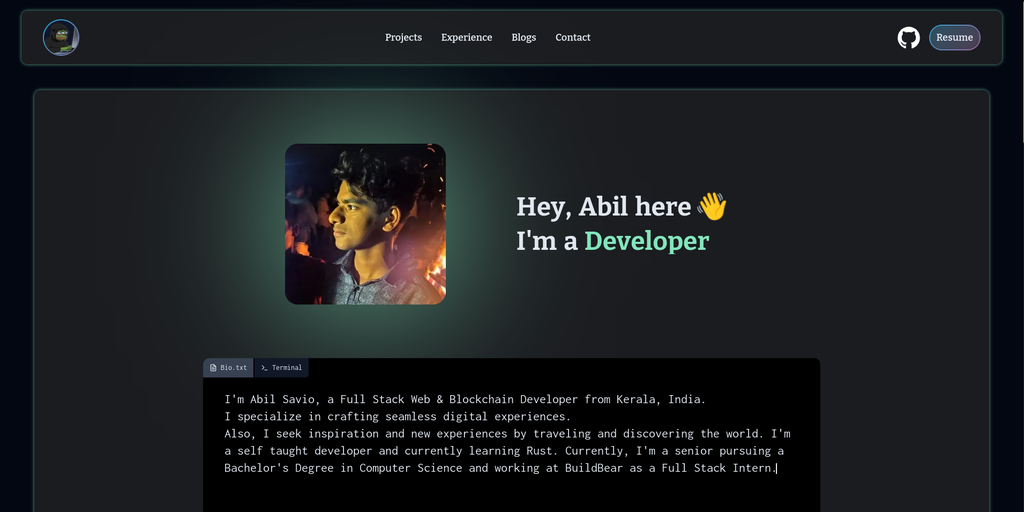 Projects Experience Blogs Contact Resume
Hey, Abil here 👋
I'm a Developer
Bio.txt Terminal
I'm Abil Savio, a Full Stack Web & Blockchain Developer from Kerala, India.
I specialize in crafting seamless digital experiences.
Also, I seek inspiration and new experiences by traveling and discovering the world. I'm
a self taught developer and currently learning Rust. Currently, I'm a senior pursuing a
Bachelor's Degree in Computer Science and working at BuildBear as a Full Stack Intern.